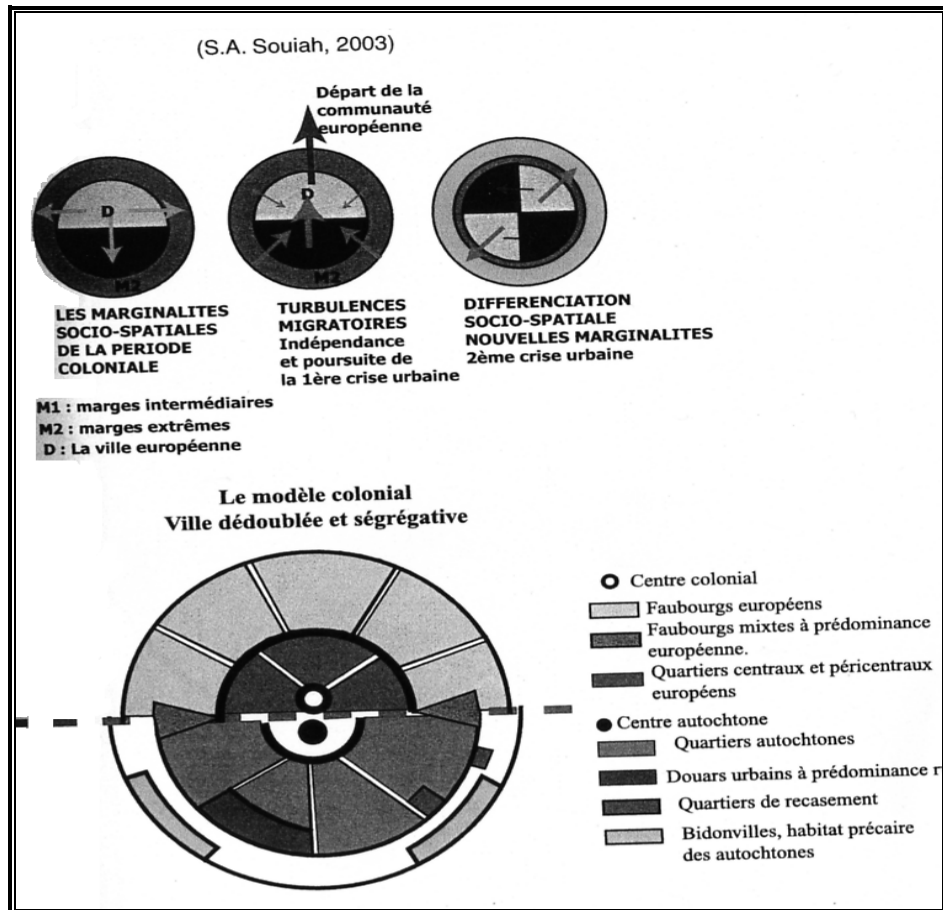 (S.A. Souiah, 2003)
Départ de la
communauté
européenne
D
M2
D
M2
LES MARGINALITES
SOCIO-SPATIALES
DE LA PERIODE
COLONIALE
TURBULENCES
MIGRATOIRES
Indépendance
et poursuite de
la 1ère crise urbaine
DIFFERENCIATION
SOCIO-SPATIALE
NOUVELLES MARGINALITES
2ème crise urbaine
M1 : marges intermédiaires
M2 : marges extrêmes
D : La ville européenne
Le modèle colonial
Ville dédoublée et ségrégative
Centre colonial
Faubourgs européens
Faubourgs mixtes à prédominance
européenne.
Quartiers centraux et péricentraux
européens
Centre autochtone
Quartiers autochtones
Douars urbains à prédominance r
Quartiers de recasement
Bidonvilles, habitat précaire
des autochtones